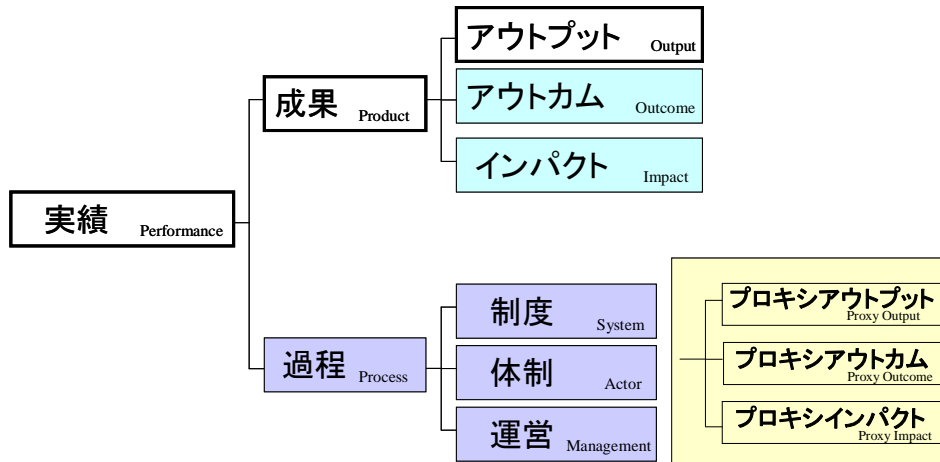 実績 Performance
成果 Product
アウトプット Output
アウトカム Outcome
インパクト Impact
過程 Process
制度 System
体制 Actor
運営 Management
プロキシアウトプット
Proxy Output
プロキシアウトカム
Proxy Outcome
プロキシインパクト
Proxy Impact